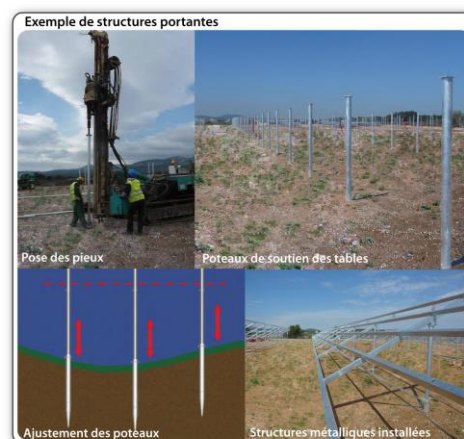 Exemple de structures portantes
Pose des pieux
Poteaux de soutien des tables
Ajustement des poteaux
Structures métalliques installées